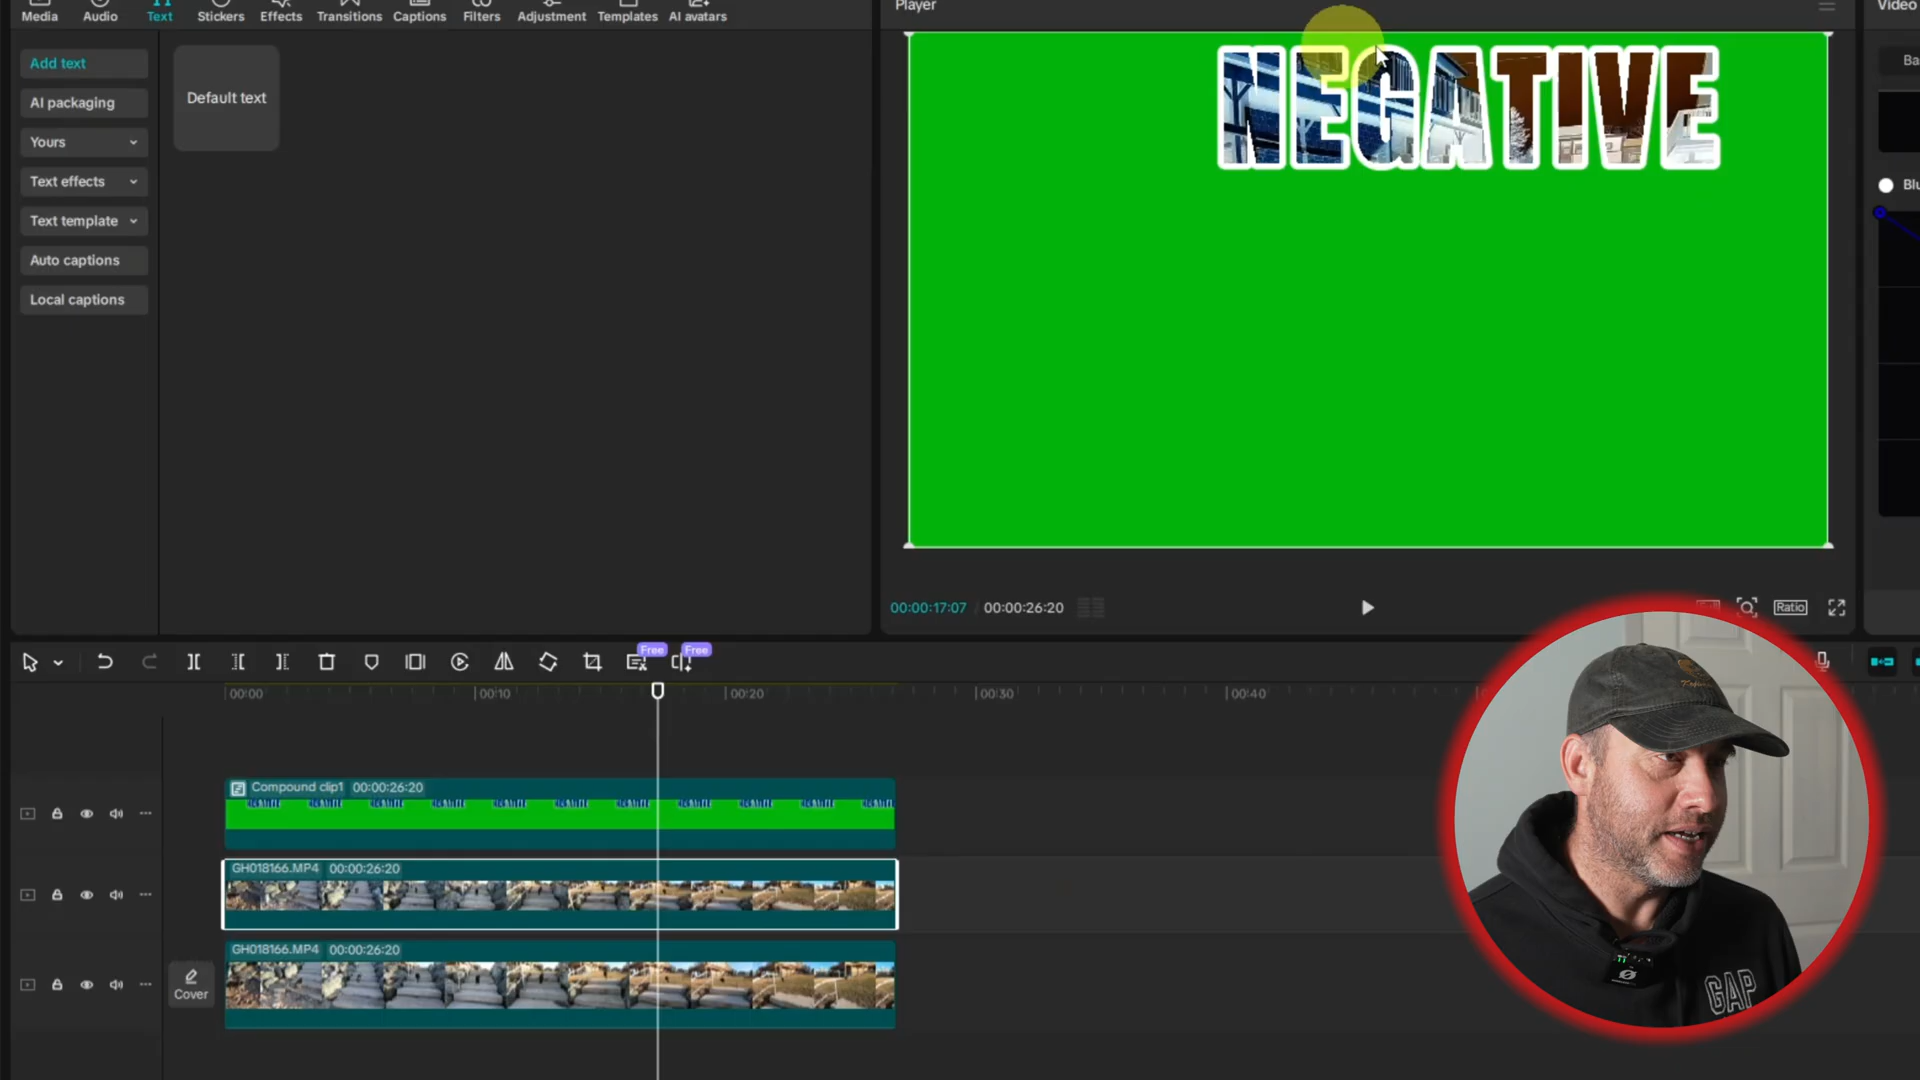 Media Audio Text Stickers Effects Transitions Captions Filters Adjustment Templates AI avatars
Player
Video
Add text
AI packaging
Yours
Text effects
Text template
Auto captions
Local captions
Default text
NEGATIVE
00:00:17:07 00:00:26:20
Ratio
Free Free
00:00 00:10 00:20 00:30 00:40
Compound clip1 00:00:26:20
GH018166.MP4 00:00:26:20
GH018166.MP4 00:00:26:20
Cover
GAP